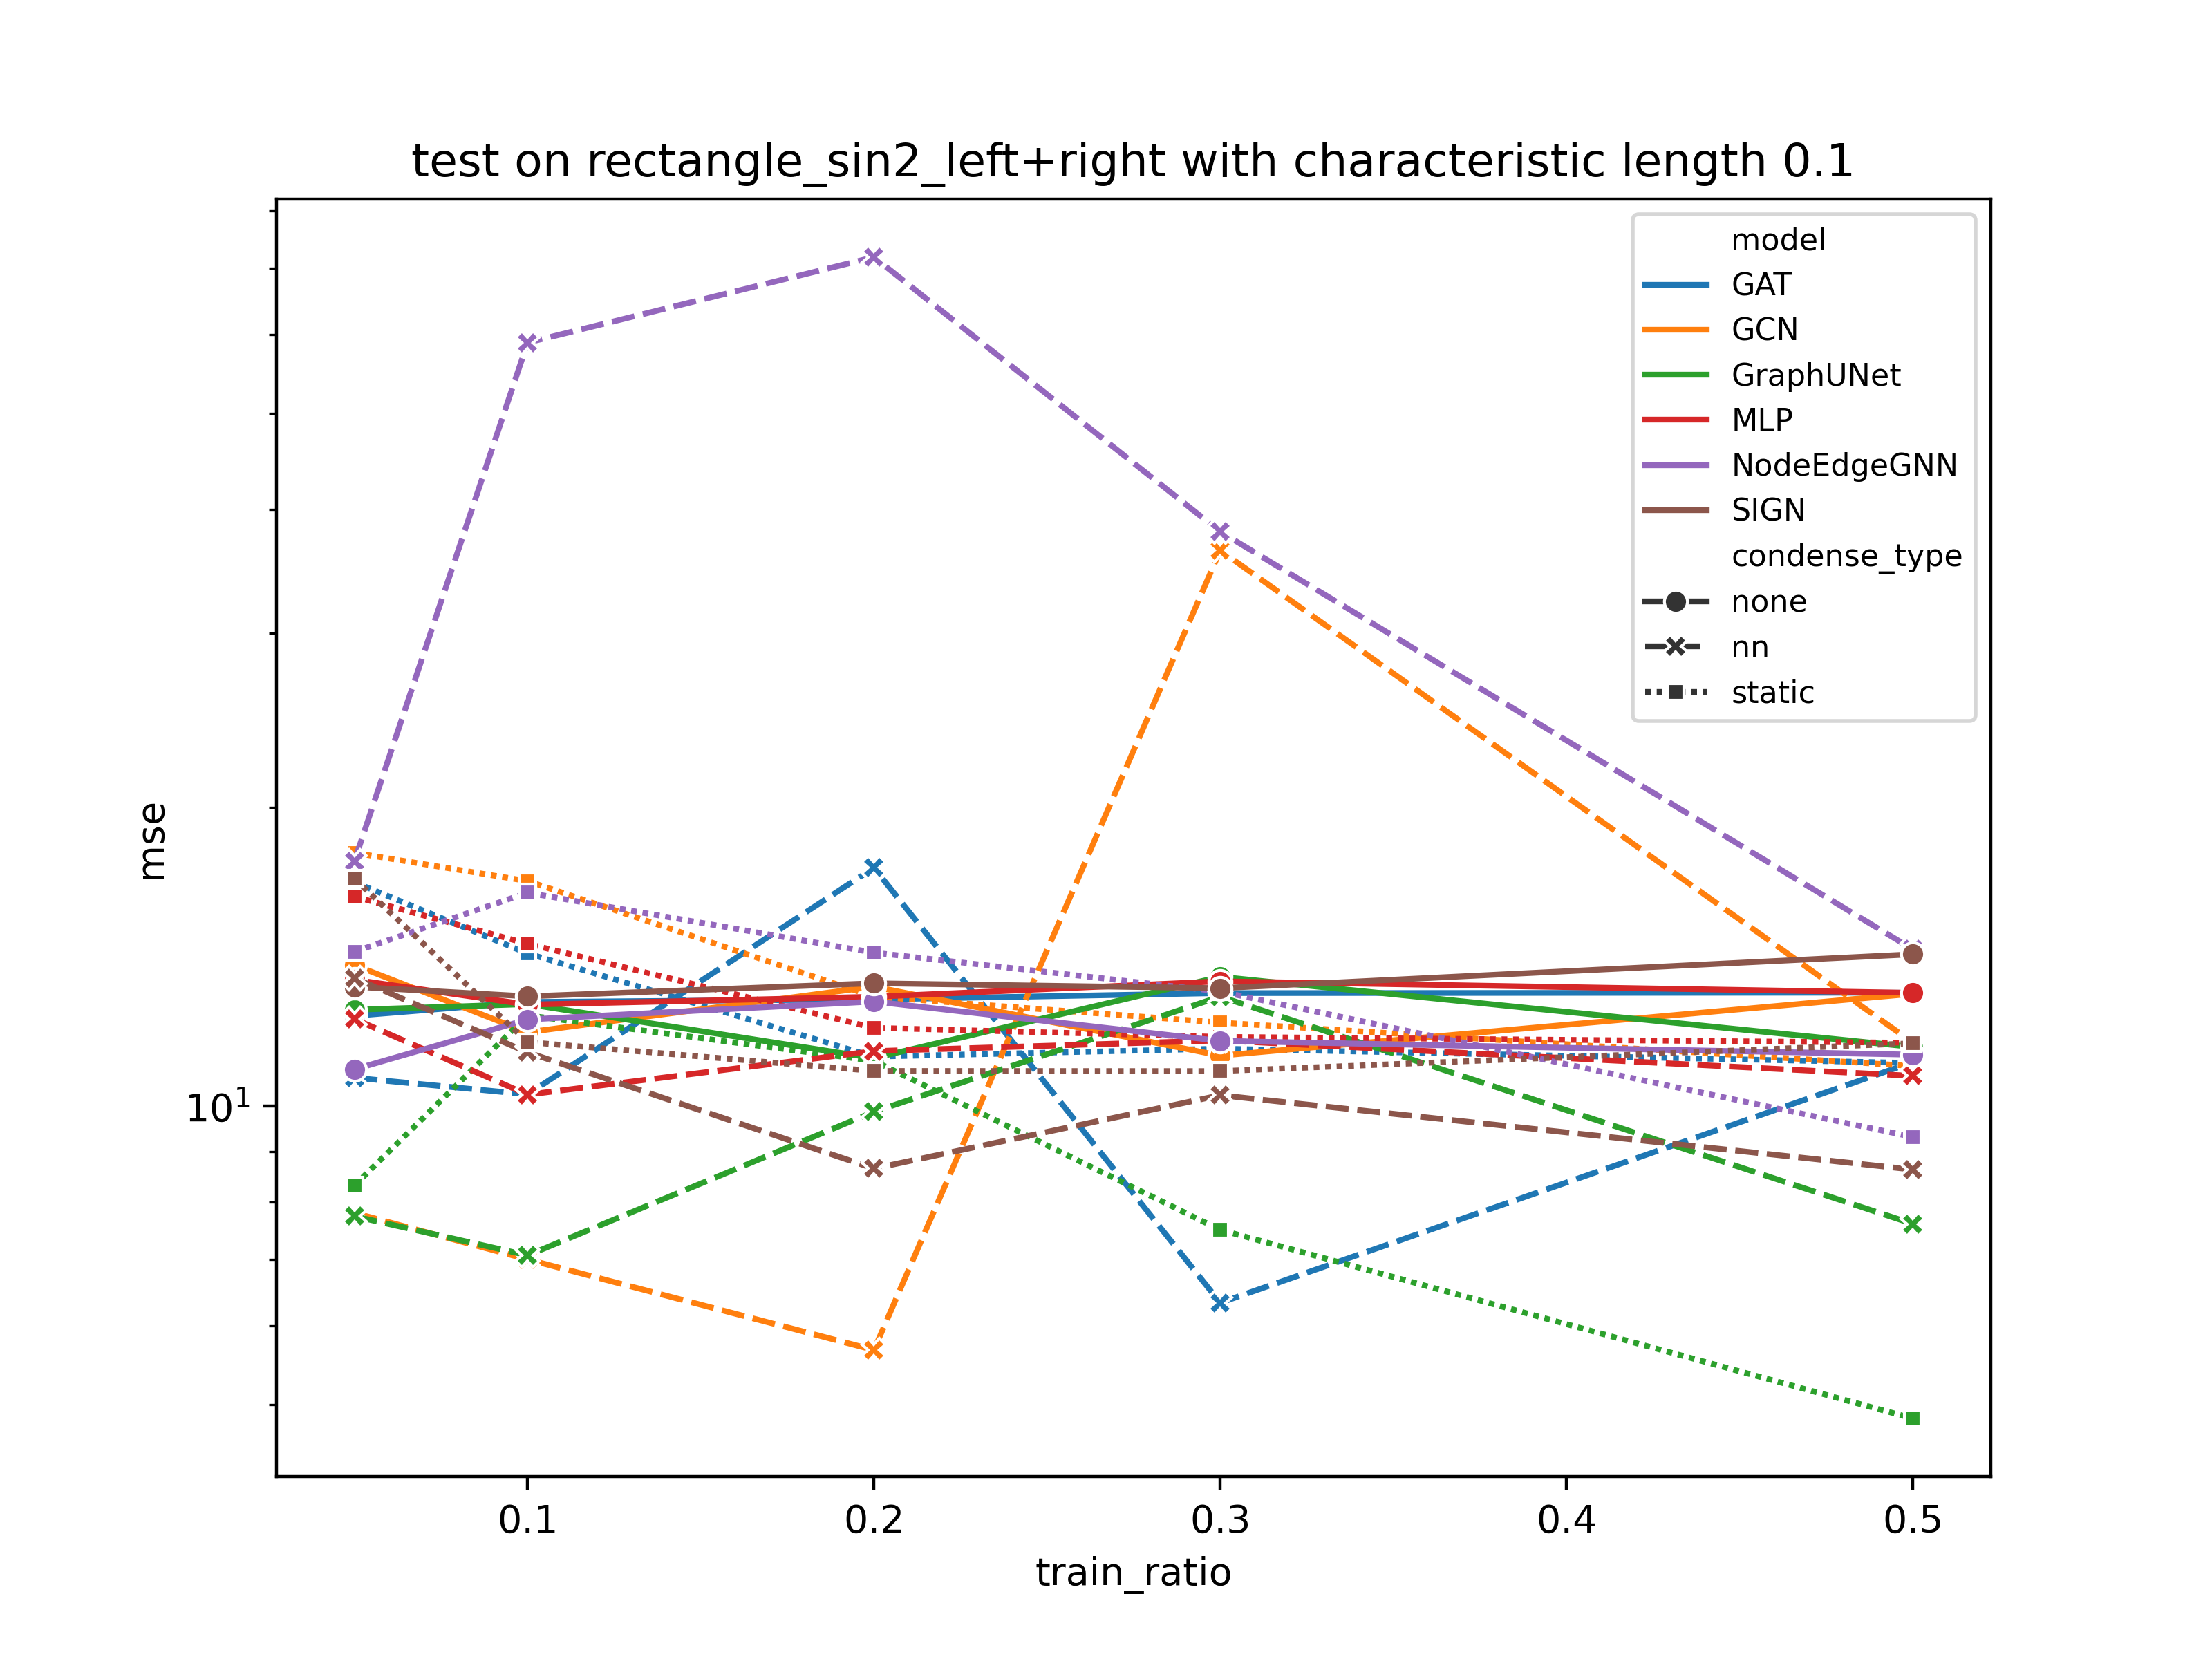 test on rectangle_sin2_left+right with characteristic length 0.1
model
GAT
GCN
GraphUNet
MLP
NodeEdgeGNN
SIGN
condense_type
none
nn
static
mse
10¹
0.1 0.2 0.3 0.4 0.5
train_ratio